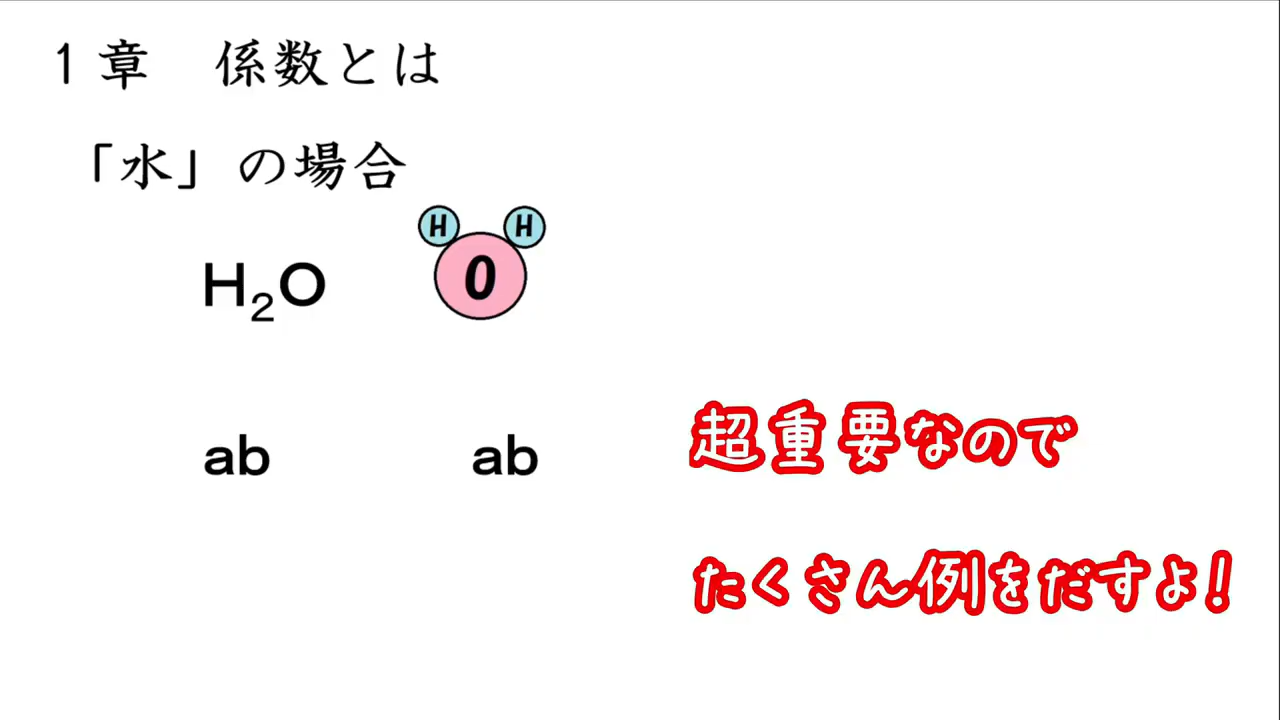 1章 係数とは
「水」の場合
H₂O
H H
O
ab ab
超重要なので
たくさん例をだすよ!